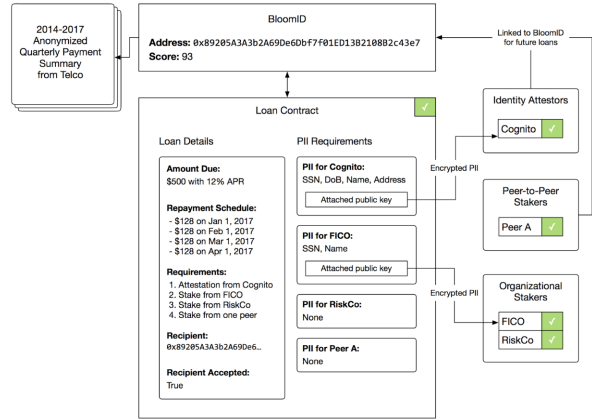 2014-2017
Anonymized
Quarterly Payment
Summary
from Telco
BloomID
Address: 0x89205A3A3b2A69De6Dbf7f01ED13B2108B2c43e7
Score: 93
Linked to BloomID
for future loans
Loan Contract
✓
Loan Details
Amount Due:
$500 with 12% APR
Repayment Schedule:
- $128 on Jan 1, 2017
- $128 on Feb 1, 2017
- $128 on Mar 1, 2017
- $128 on Apr 1, 2017
Requirements:
1. Attestation from Cognito
2. Stake from FICO
3. Stake from RiskCo
4. Stake from one peer
Recipient:
0x89205A3A3b2A69De6…
Recipient Accepted:
True
PII Requirements
PII for Cognito:
SSN, DoB, Name, Address
Attached public key
PII for FICO:
SSN, Name
Attached public key
PII for RiskCo:
None
PII for Peer A:
None
Encrypted PII
Encrypted PII
Identity Attestors
Cognito ✓
Peer-to-Peer
Stakers
Peer A ✓
Organizational
Stakers
FICO ✓
RiskCo ✓